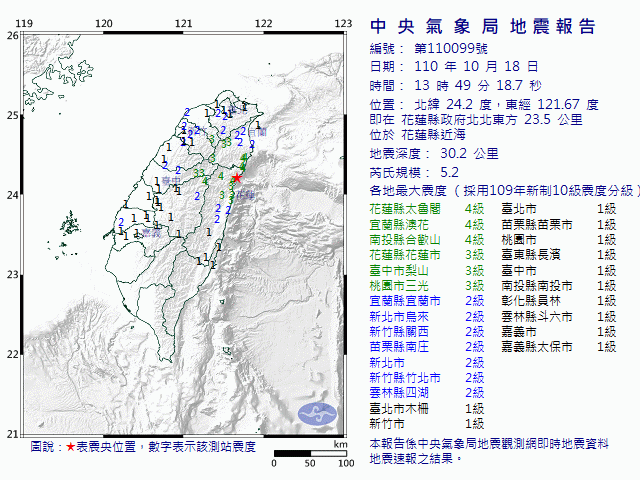 中央氣象局地震報告
編號： 第110099號
日期： 110 年 10 月 18 日
時間： 13 時 49 分 18.7 秒
位置： 北緯 24.2 度，東經 121.67 度
即在 花蓮縣政府北北東方 23.5 公里
位於 花蓮縣近海
地震深度： 30.2 公里
芮氏規模： 5.2
各地最大震度（採用109年新制10級震度分級）
花蓮縣太魯閣 4級 臺北市 1級
宜蘭縣澳花 4級 苗栗縣苗栗市 1級
南投縣合歡山 4級 桃園市 1級
花蓮縣花蓮市 3級 臺東縣長濱 1級
臺中市梨山 3級 臺中市 1級
桃園市三光 3級 南投縣南投市 1級
宜蘭縣宜蘭市 2級 彰化縣員林 1級
新北市烏來 2級 雲林縣斗六市 1級
新竹縣關西 2級 嘉義市 1級
苗栗縣南庄 2級 嘉義縣太保市 1級
新北市 2級
新竹縣竹北市 2級
雲林縣四湖 2級
臺北市木柵 1級
新竹市 1級
本報告係中央氣象局地震觀測網即時地震資料
地震速報之結果。
119 120 121 122 123
26
25
24
23
22
21
宜蘭
臺中
花蓮
嘉義
圖說：★表震央位置，數字表示該測站震度
km
0 50 100